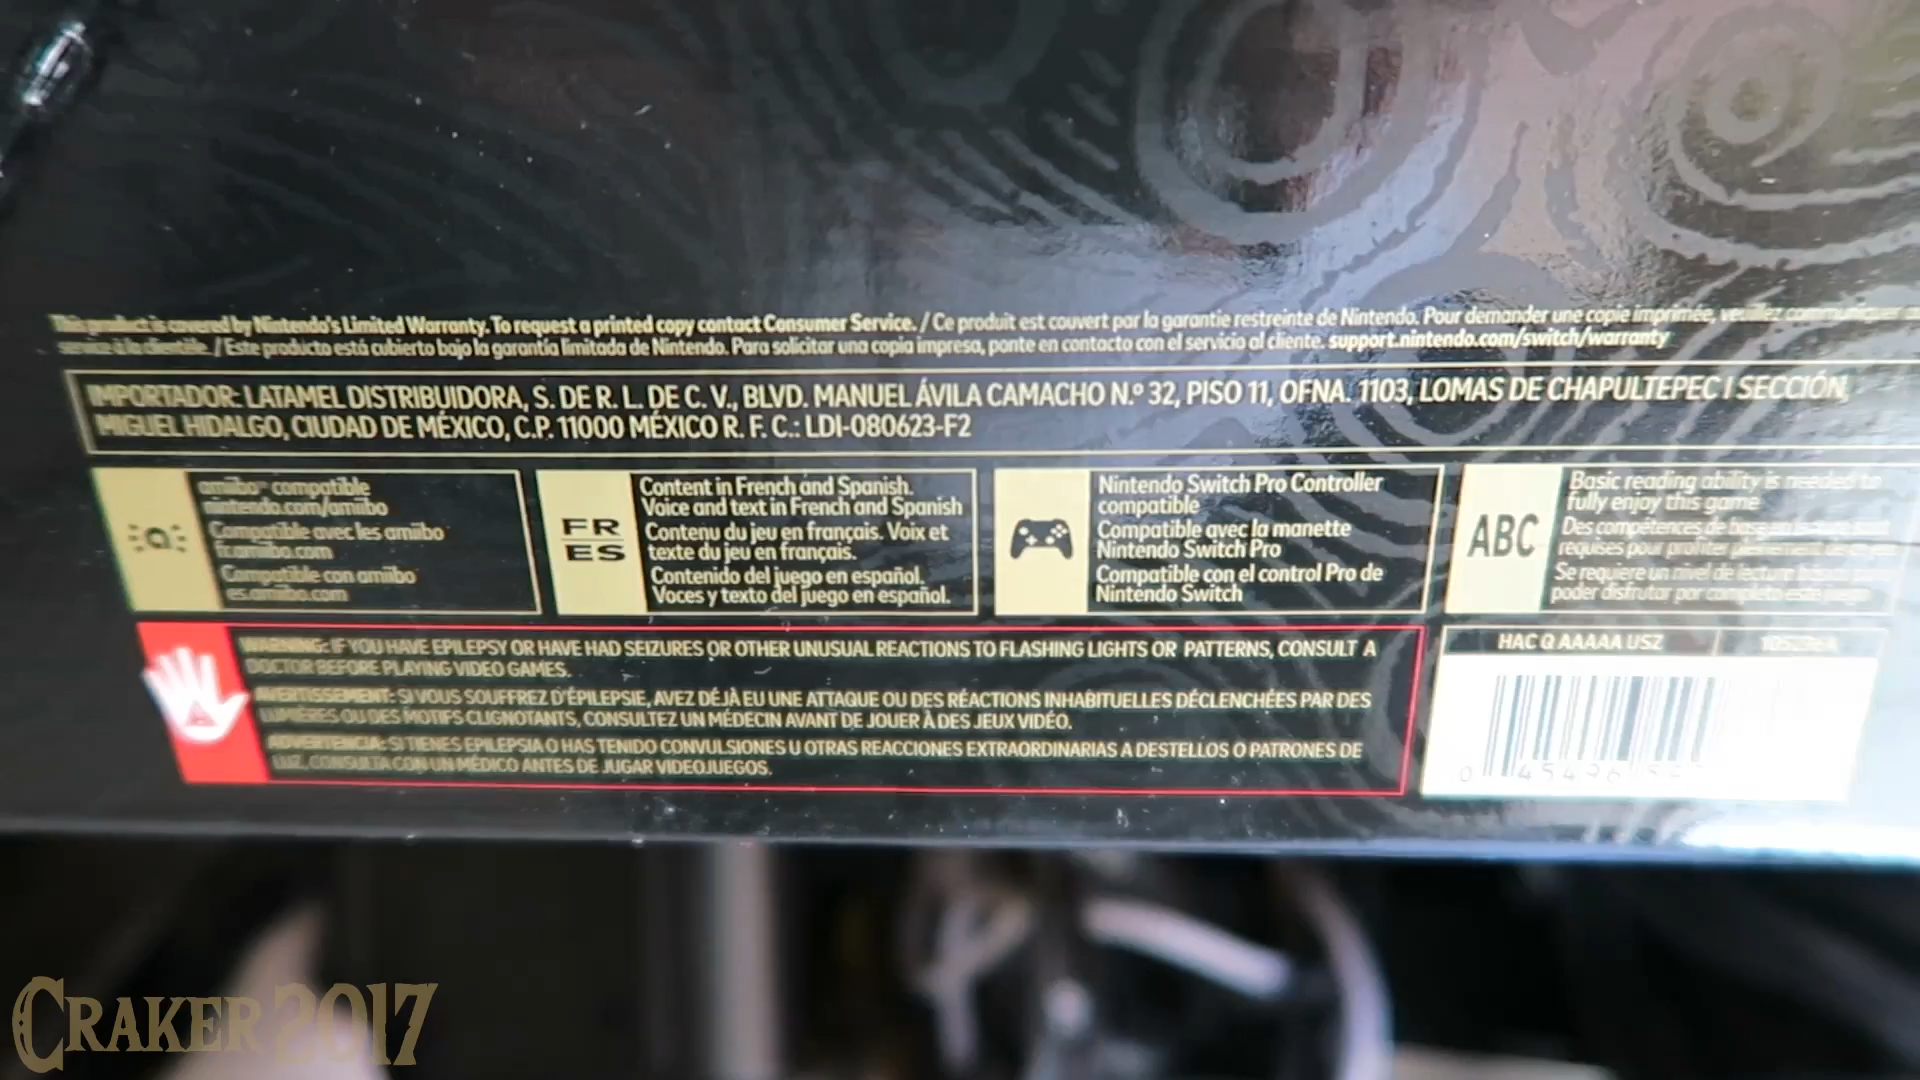 This product is covered by Nintendo's Limited Warranty. To request a printed copy contact Consumer Service. / Ce produit est couvert par la garantie restreinte de Nintendo. Pour demander une copie imprimée, veuillez communiquer
service à la clientèle. / Este producto está cubierto bajo la garantía limitada de Nintendo. Para solicitar una copia impresa, ponte en contacto con el servicio al cliente. support.nintendo.com/switch/warranty
IMPORTADOR: LATAMEL DISTRIBUIDORA, S. DE R. L. DE C. V., BLVD. MANUEL ÁVILA CAMACHO N.º 32, PISO 11, OFNA. 1103, LOMAS DE CHAPULTEPEC I SECCIÓN,
MIGUEL HIDALGO, CIUDAD DE MÉXICO, C.P. 11000 MÉXICO R. F. C.: LDI-080623-F2
amiibo™ compatible
nintendo.com/amiibo
Compatible avec les amiibo
fr.amiibo.com
Compatible con amiibo
es.amiibo.com
FR
ES
Content in French and Spanish.
Voice and text in French and Spanish
Contenu du jeu en français. Voix et
texte du jeu en français.
Contenido del juego en español.
Voces y texto del juego en español.
Nintendo Switch Pro Controller
compatible
Compatible avec la manette
Nintendo Switch Pro
Compatible con el control Pro de
Nintendo Switch
ABC
Basic reading ability is needed to
fully enjoy this game
Des compétences de base en lecture sont
requises pour profiter pleinement
Se requiere un nivel de lectura
poder disfrutar por completo este juego
WARNING: IF YOU HAVE EPILEPSY OR HAVE HAD SEIZURES OR OTHER UNUSUAL REACTIONS TO FLASHING LIGHTS OR PATTERNS, CONSULT A
DOCTOR BEFORE PLAYING VIDEO GAMES.
AVERTISSEMENT: SI VOUS SOUFFREZ D'ÉPILEPSIE, AVEZ DÉJÀ EU UNE ATTAQUE OU DES RÉACTIONS INHABITUELLES DÉCLENCHÉES PAR DES
LUMIÈRES OU DES MOTIFS CLIGNOTANTS, CONSULTEZ UN MÉDECIN AVANT DE JOUER À DES JEUX VIDÉO.
ADVERTENCIA: SI TIENES EPILEPSIA O HAS TENIDO CONVULSIONES U OTRAS REACCIONES EXTRAORDINARIAS A DESTELLOS O PATRONES DE
LUZ, CONSULTA CON UN MÉDICO ANTES DE JUGAR VIDEOJUEGOS.
HAC Q AAAAA USZ
0 45496
CRAKER 2017